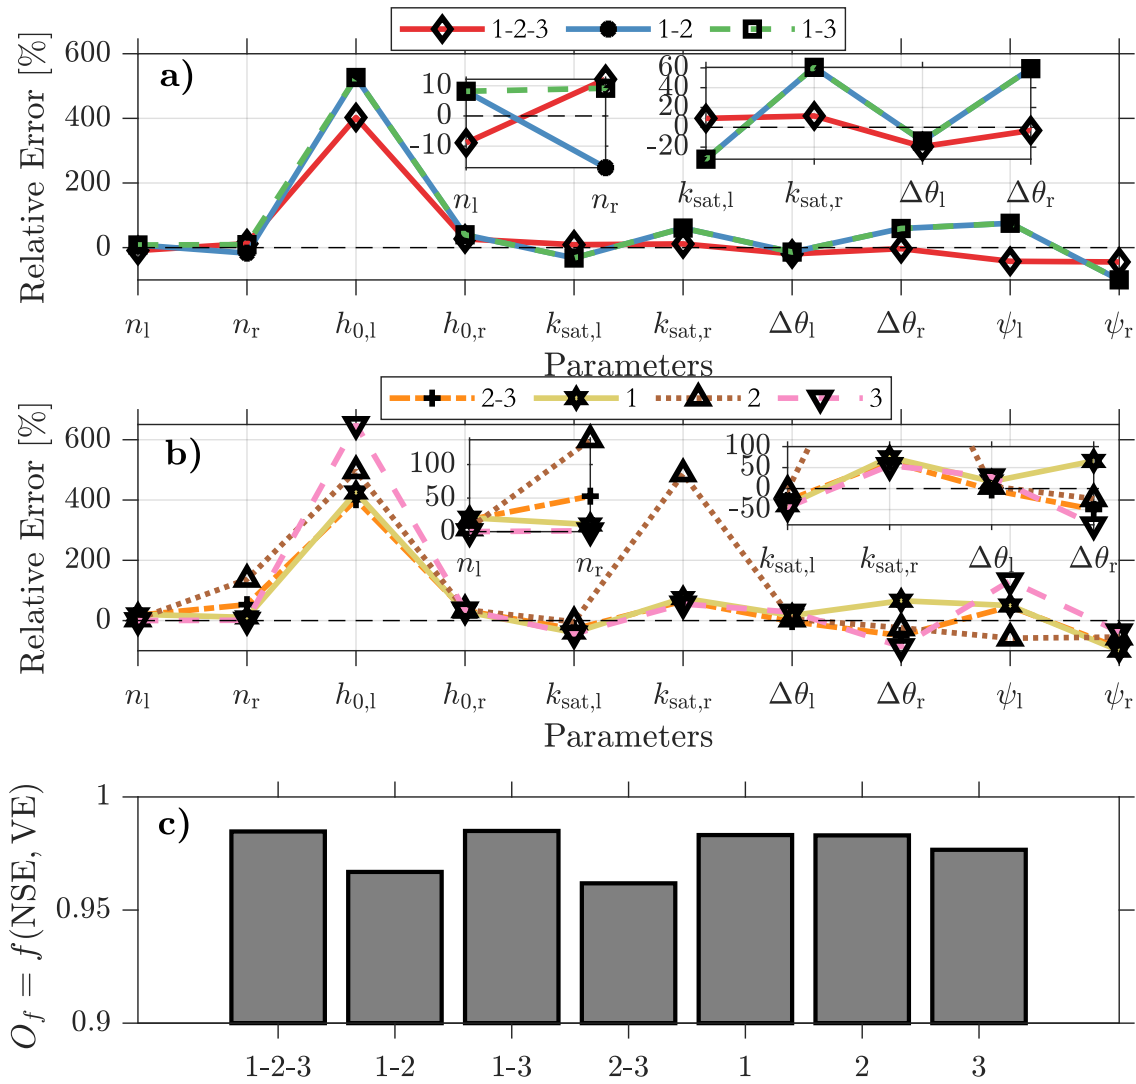 1-2-3 1-2 1-3
a)
Relative Error [%]
600
400
200
0
10
0
−10
n_l n_r
60
40
20
0
−20
k_sat,l k_sat,r Δθ_l Δθ_r
n_l n_r h_0,l h_0,r k_sat,l k_sat,r Δθ_l Δθ_r ψ_l ψ_r
Parameters
2-3 1 2 3
b)
Relative Error [%]
600
400
200
0
100
50
0
n_l n_r
100
50
0
−50
k_sat,l k_sat,r Δθ_l Δθ_r
n_l n_r h_0,l h_0,r k_sat,l k_sat,r Δθ_l Δθ_r ψ_l ψ_r
Parameters
c)
O_f = f(NSE, VE)
1
0.95
0.9
1-2-3 1-2 1-3 2-3 1 2 3